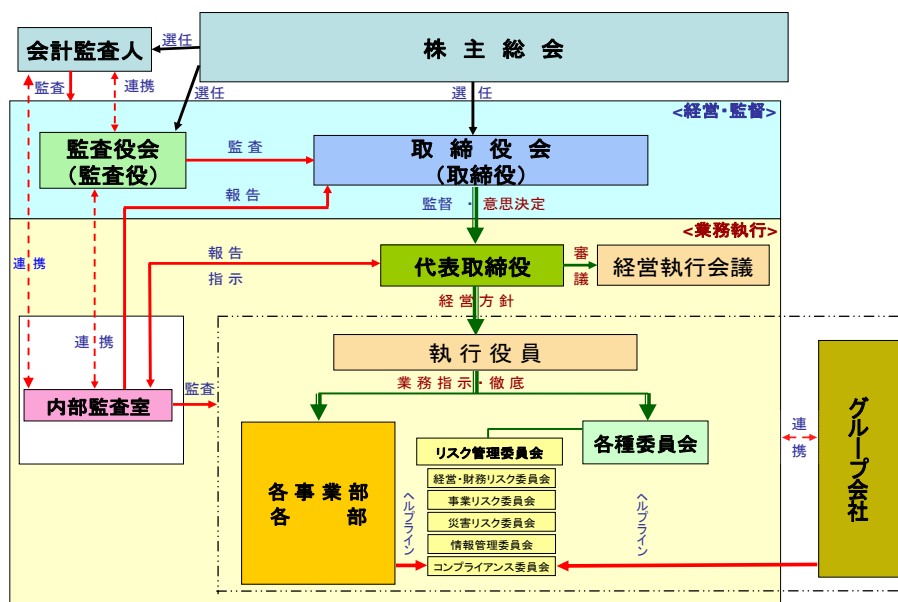 会計監査人
選任
株主総会
監査
連携
選任
選任
<経営・監督>
監査役会
(監査役)
監査
取締役会
(取締役)
報告
監督・意思決定
<業務執行>
連携
報告
指示
代表取締役
審議
経営執行会議
経営方針
連携
執行役員
監査
業務指示・徹底
内部監査室
各事業部
各部
リスク管理委員会
各種委員会
経営・財務リスク委員会
事業リスク委員会
災害リスク委員会
情報管理委員会
コンプライアンス委員会
ヘルプライン
ヘルプライン
連携
グループ会社